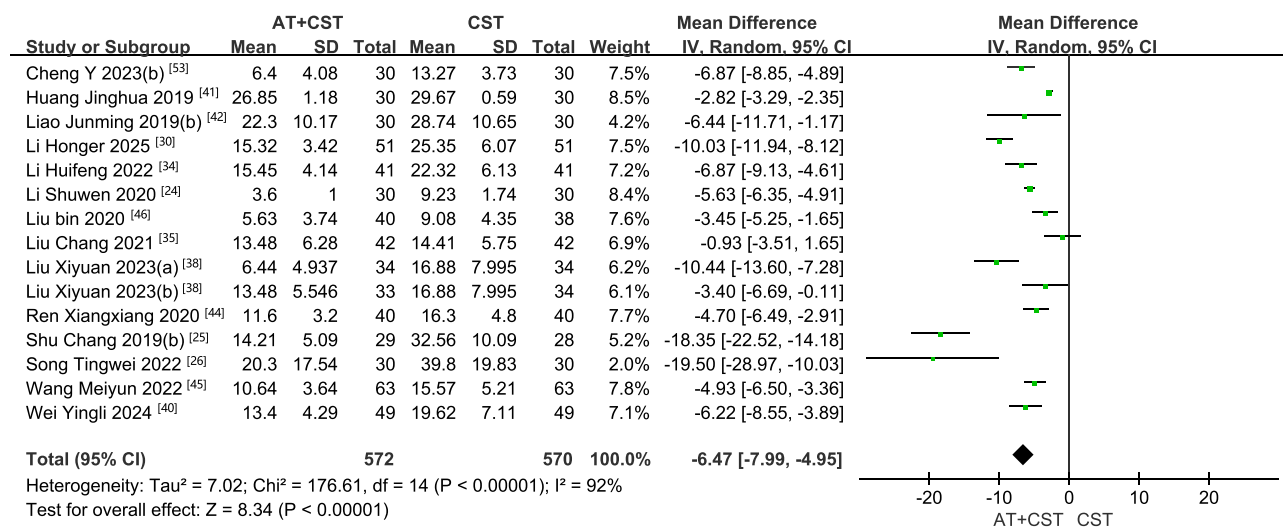 AT+CST CST Mean Difference Mean Difference
Study or Subgroup Mean SD Total Mean SD Total Weight IV, Random, 95% CI IV, Random, 95% CI
Cheng Y 2023(b) [53] 6.4 4.08 30 13.27 3.73 30 7.5% -6.87 [-8.85, -4.89]
Huang Jinghua 2019 [41] 26.85 1.18 30 29.67 0.59 30 8.5% -2.82 [-3.29, -2.35]
Liao Junming 2019(b) [42] 22.3 10.17 30 28.74 10.65 30 4.2% -6.44 [-11.71, -1.17]
Li Honger 2025 [30] 15.32 3.42 51 25.35 6.07 51 7.5% -10.03 [-11.94, -8.12]
Li Huifeng 2022 [34] 15.45 4.14 41 22.32 6.13 41 7.2% -6.87 [-9.13, -4.61]
Li Shuwen 2020 [24] 3.6 1 30 9.23 1.74 30 8.4% -5.63 [-6.35, -4.91]
Liu bin 2020 [46] 5.63 3.74 40 9.08 4.35 38 7.6% -3.45 [-5.25, -1.65]
Liu Chang 2021 [35] 13.48 6.28 42 14.41 5.75 42 6.9% -0.93 [-3.51, 1.65]
Liu Xiyuan 2023(a) [38] 6.44 4.937 34 16.88 7.995 34 6.2% -10.44 [-13.60, -7.28]
Liu Xiyuan 2023(b) [38] 13.48 5.546 33 16.88 7.995 34 6.1% -3.40 [-6.69, -0.11]
Ren Xiangxiang 2020 [44] 11.6 3.2 40 16.3 4.8 40 7.7% -4.70 [-6.49, -2.91]
Shu Chang 2019(b) [25] 14.21 5.09 29 32.56 10.09 28 5.2% -18.35 [-22.52, -14.18]
Song Tingwei 2022 [26] 20.3 17.54 30 39.8 19.83 30 2.0% -19.50 [-28.97, -10.03]
Wang Meiyun 2022 [45] 10.64 3.64 63 15.57 5.21 63 7.8% -4.93 [-6.50, -3.36]
Wei Yingli 2024 [40] 13.4 4.29 49 19.62 7.11 49 7.1% -6.22 [-8.55, -3.89]
Total (95% CI) 572 570 100.0% -6.47 [-7.99, -4.95]
Heterogeneity: Tau² = 7.02; Chi² = 176.61, df = 14 (P < 0.00001); I² = 92%
Test for overall effect: Z = 8.34 (P < 0.00001)
-20 -10 0 10 20
AT+CST CST